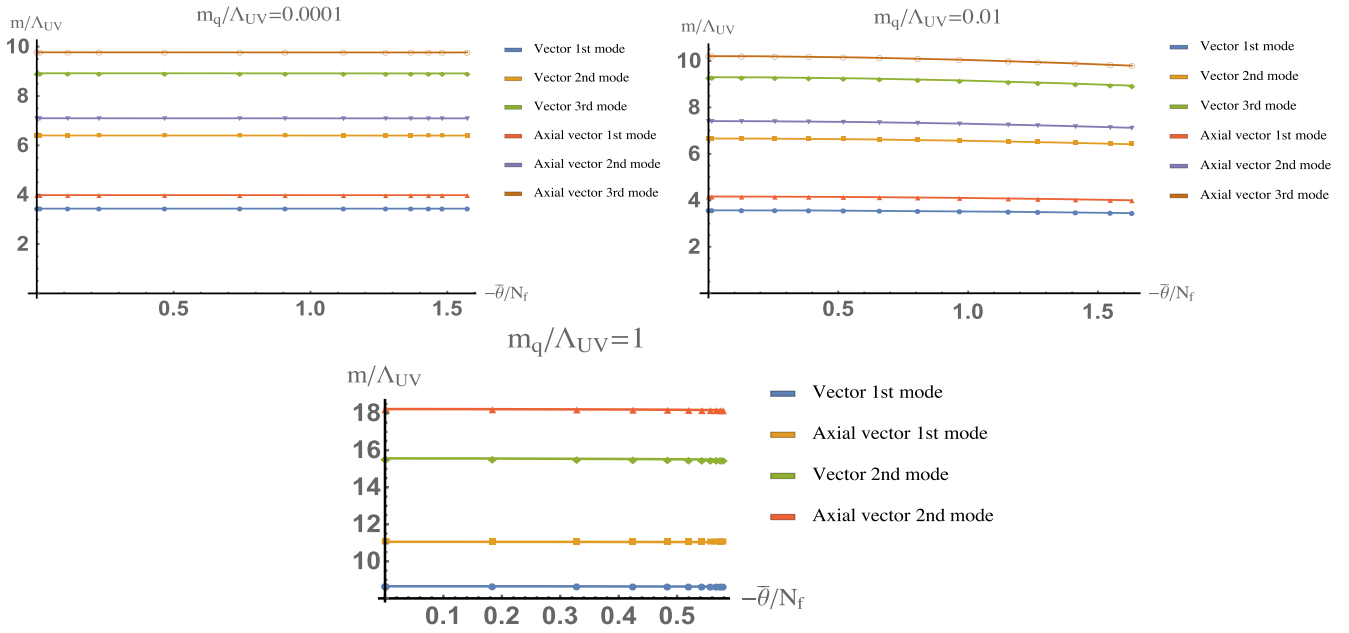 m_q/Λ_UV=0.0001
m/Λ_UV
10
8
6
4
2
0.5
1.0
1.5
−θ̄/N_f
Vector 1st mode
Vector 2nd mode
Vector 3rd mode
Axial vector 1st mode
Axial vector 2nd mode
Axial vector 3rd mode
m_q/Λ_UV=0.01
m/Λ_UV
10
8
6
4
2
0.5
1.0
1.5
−θ̄/N_f
Vector 1st mode
Vector 2nd mode
Vector 3rd mode
Axial vector 1st mode
Axial vector 2nd mode
Axial vector 3rd mode
m_q/Λ_UV=1
m/Λ_UV
18
16
14
12
10
0.1
0.2
0.3
0.4
0.5
−θ̄/N_f
Vector 1st mode
Axial vector 1st mode
Vector 2nd mode
Axial vector 2nd mode